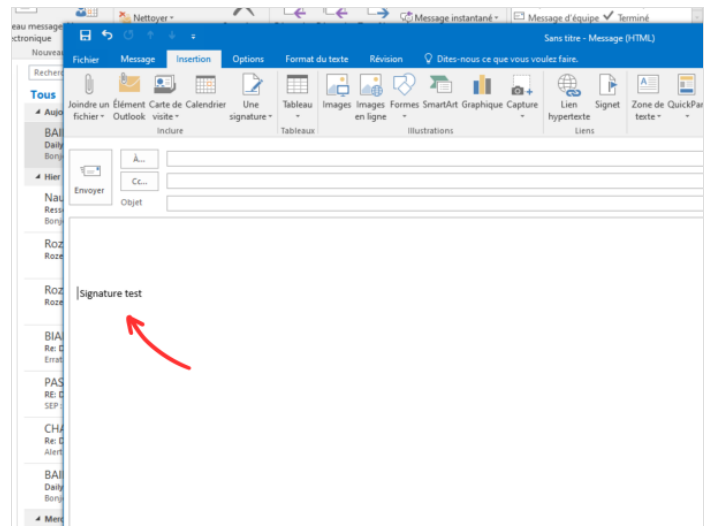 Nettoyer
Message instantané
Message d'équipe
Terminé
eau message
ctronique
Nouveau
Sans titre - Message (HTML)
Fichier Message Insertion Options Format du texte Révision Dites-nous ce que vous voulez faire.
Recher
Joindre un fichier
Élément Outlook
Carte de visite
Calendrier
Une signature
Tableau
Images
Images en ligne
Formes
SmartArt
Graphique
Capture
Lien hypertexte
Signet
Zone de texte
QuickPar
Inclure
Tableaux
Illustrations
Liens
Tous
Aujo
BAI
Daily
Bonj
Hier
Nau
Ress
Bonj
Roz
Roze
Roz
Roze
BIA
Re: D
Errat
PAS
RE: D
SEP :
CHA
Re: D
Alert
BAI
Daily
Bonj
Merc
Envoyer
À...
Cc...
Objet
Signature test